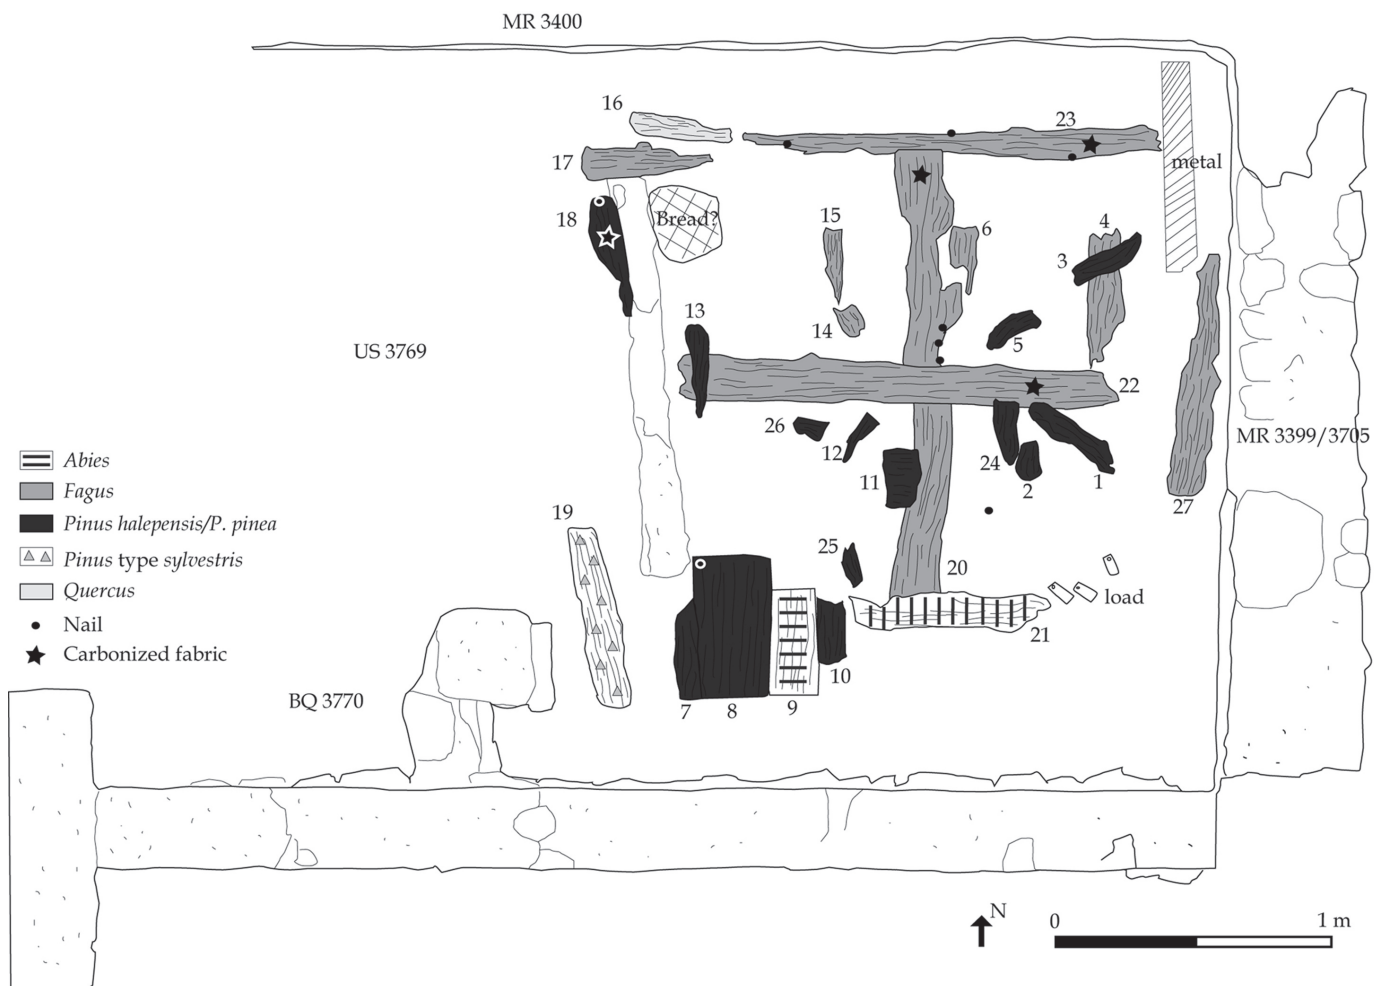 MR 3400
16
23
17
metal
18
Bread?
15
6
4
3
13
14
5
US 3769
22
26
12
24
MR 3399/3705
11
2
1
27
Abies
Fagus
Pinus halepensis/P. pinea
Pinus type sylvestris
Quercus
Nail
Carbonized fabric
19
25
20
load
21
10
BQ 3770
7
8
9
N
0
1 m